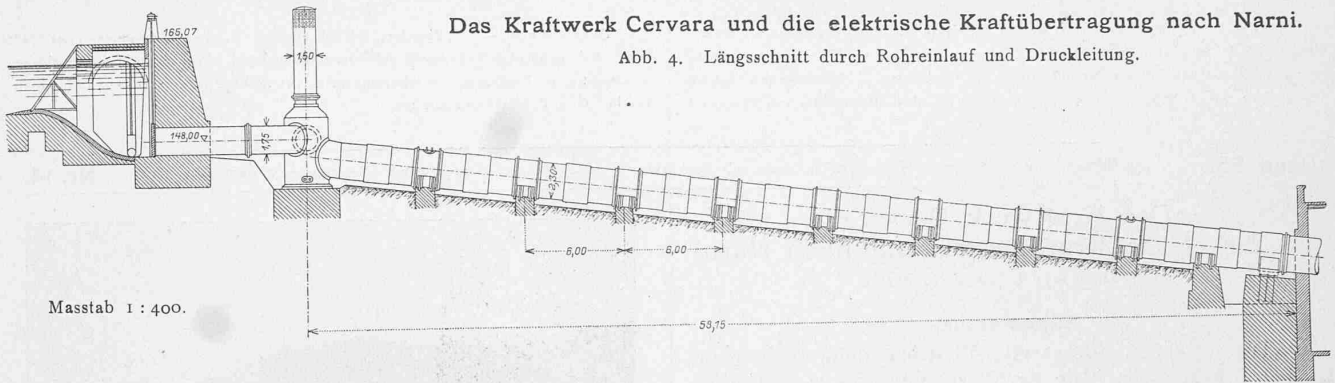 Das Kraftwerk Cervara und die elektrische Kraftübertragung nach Narni.
Abb. 4. Längsschnitt durch Rohreinlauf und Druckleitung.
165,07
1,50
148,00
1,75
2,30
6,00
6,00
Masstab 1 : 400.
59,15